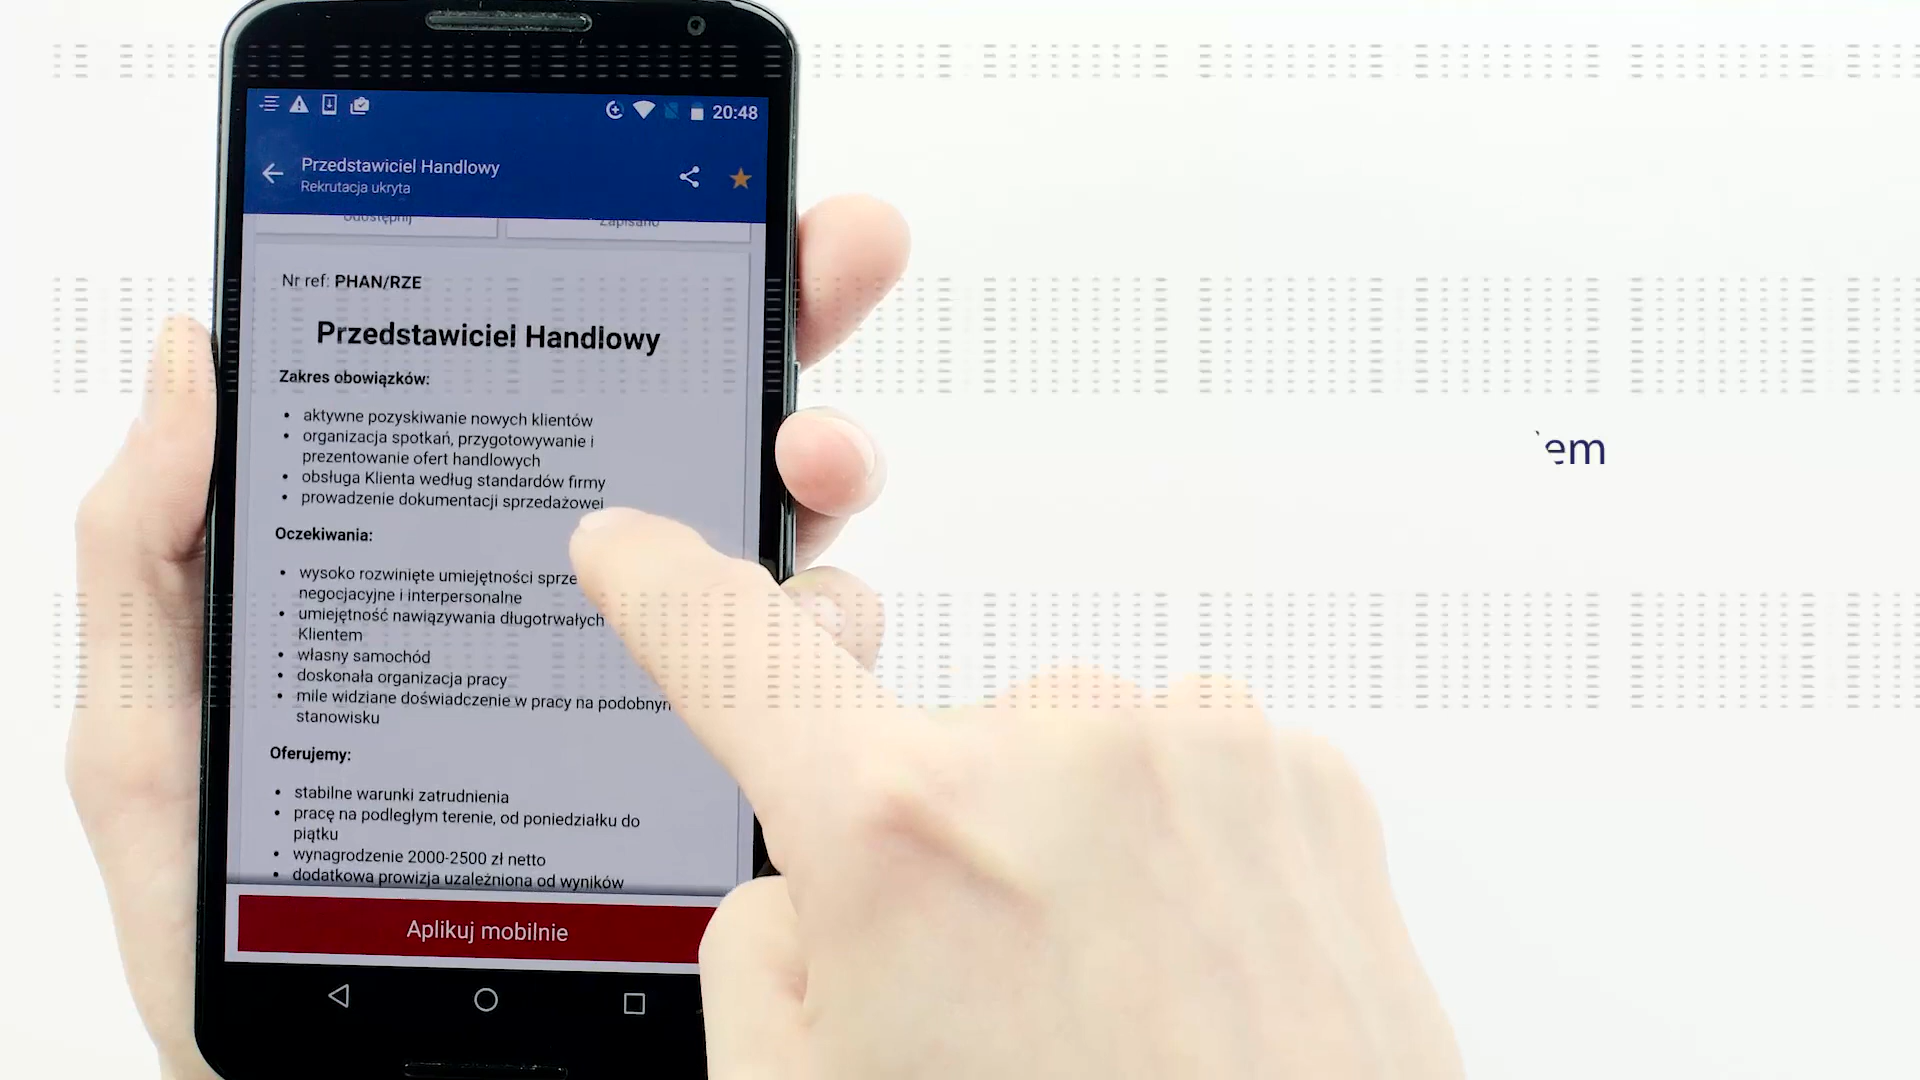 20:48
Przedstawiciel Handlowy
Rekrutacja ukryta
Udostępnij
Zapisano
Nr ref: PHAN/RZE
Przedstawiciel Handlowy
Zakres obowiązków:
• aktywne pozyskiwanie nowych klientów
• organizacja spotkań, przygotowywanie i
prezentowanie ofert handlowych
• obsługa Klienta według standardów firmy
• prowadzenie dokumentacji sprzedażowej
Oczekiwania:
• wysoko rozwinięte umiejętności sprze
negocjacyjne i interpersonalne
• umiejętność nawiązywania długotrwałych
Klientem
• własny samochód
• doskonała organizacja pracy
• mile widziane doświadczenie w pracy na podobnym
stanowisku
Oferujemy:
• stabilne warunki zatrudnienia
• pracę na podległym terenie, od poniedziałku do
piątku
• wynagrodzenie 2000-2500 zł netto
• dodatkowa prowizja uzależniona od wyników
Aplikuj mobilnie
em